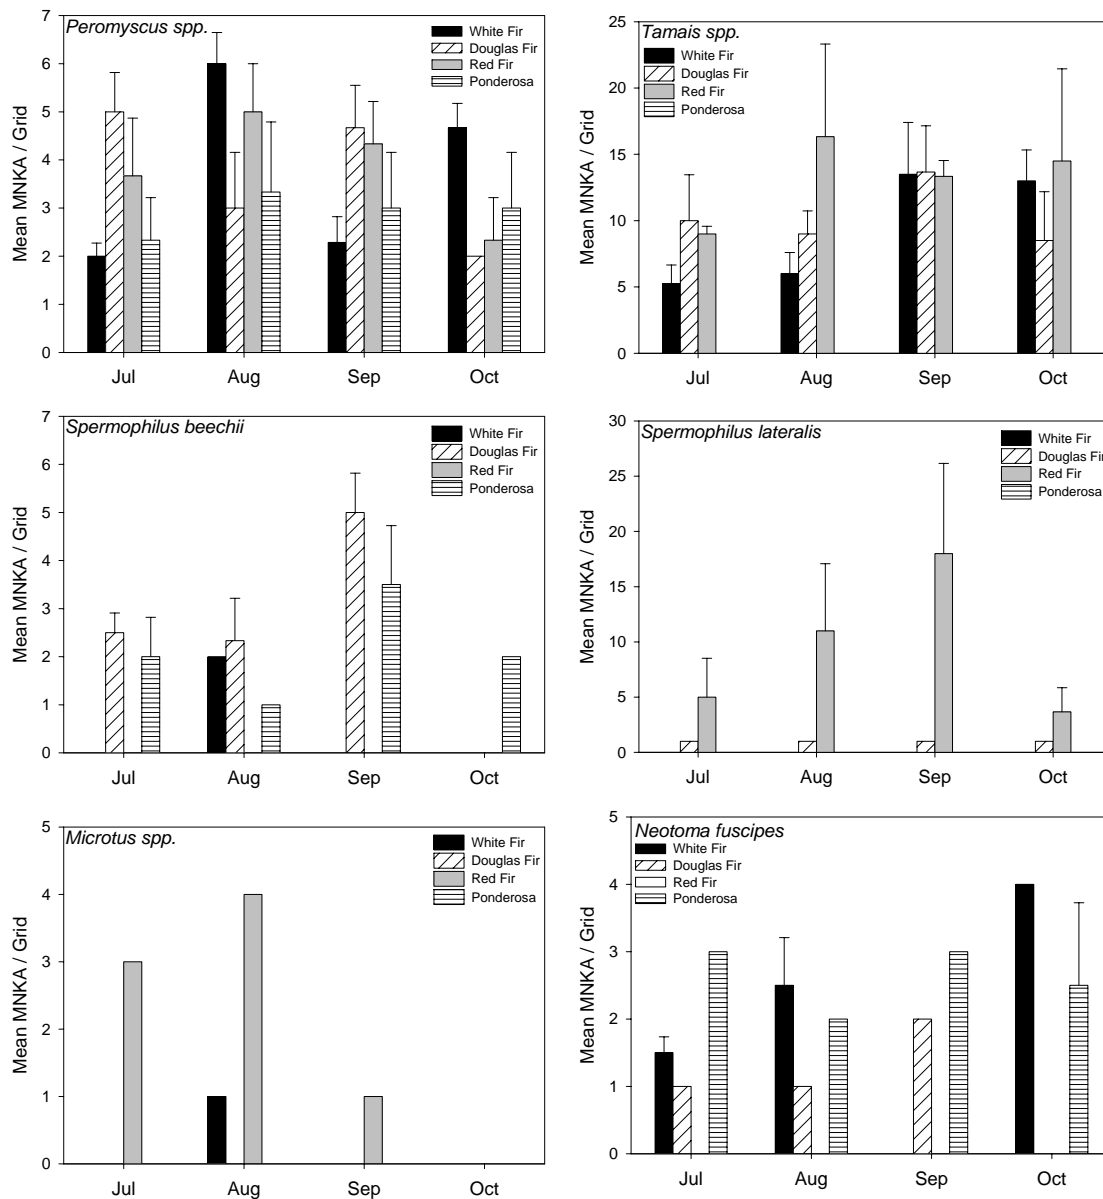 Peromyscus spp.
White Fir
Douglas Fir
Red Fir
Ponderosa
Mean MNKA / Grid
7
6
5
4
3
2
1
0
Jul Aug Sep Oct
Tamais spp.
White Fir
Douglas Fir
Red Fir
Ponderosa
Mean MNKA / Grid
25
20
15
10
5
0
Jul Aug Sep Oct
Spermophilus beechii
White Fir
Douglas Fir
Red Fir
Ponderosa
Mean MNKA / Grid
7
6
5
4
3
2
1
0
Jul Aug Sep Oct
Spermophilus lateralis
White Fir
Douglas Fir
Red Fir
Ponderosa
Mean MNKA / Grid
30
25
20
15
10
5
0
Jul Aug Sep Oct
Microtus spp.
White Fir
Douglas Fir
Red Fir
Ponderosa
Mean MNKA / Grid
5
4
3
2
1
0
Jul Aug Sep Oct
Neotoma fuscipes
White Fir
Douglas Fir
Red Fir
Ponderosa
Mean MNKA / Grid
5
4
3
2
1
0
Jul Aug Sep Oct